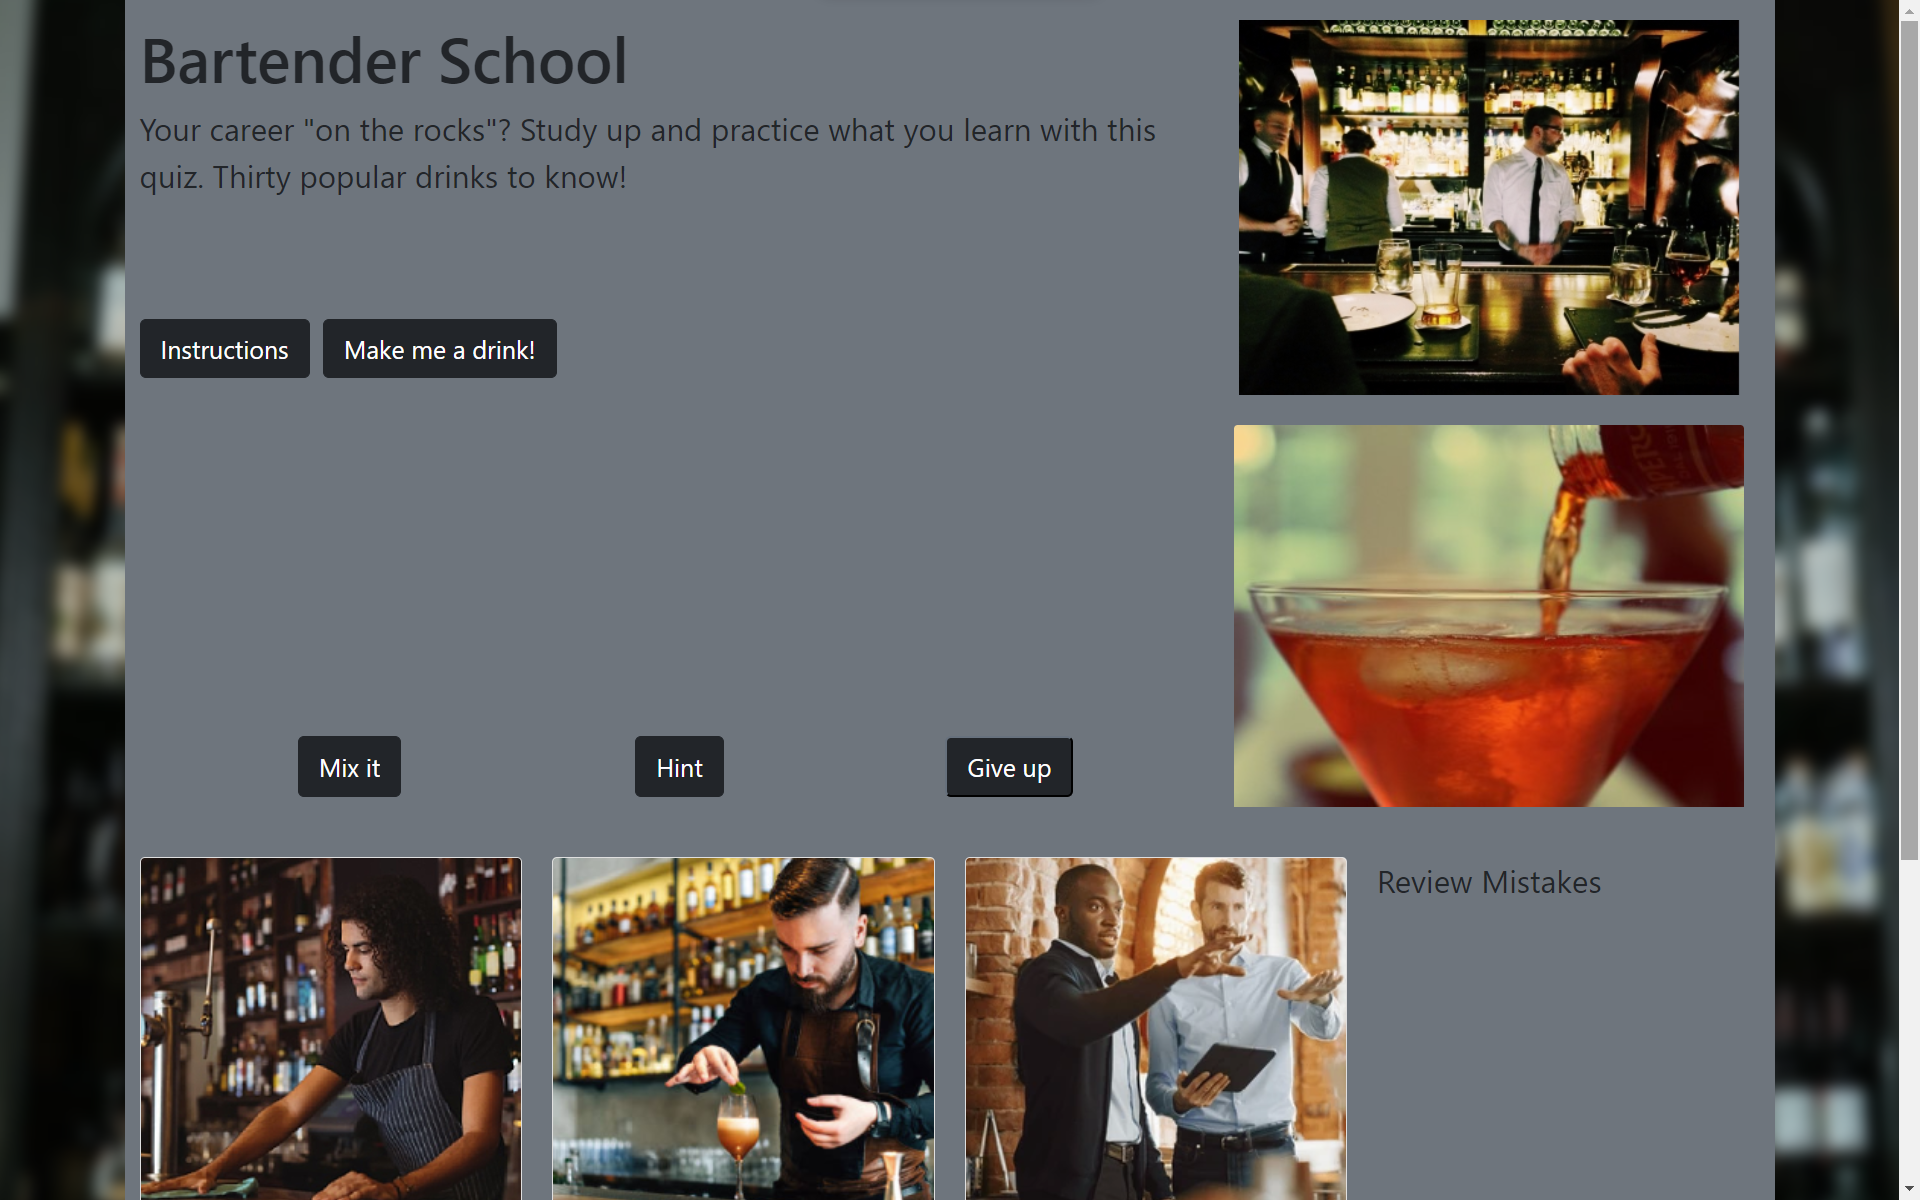 Bartender School
Your career "on the rocks"? Study up and practice what you learn with this
quiz. Thirty popular drinks to know!
Instructions
Make me a drink!
Mix it
Hint
Give up
Review Mistakes